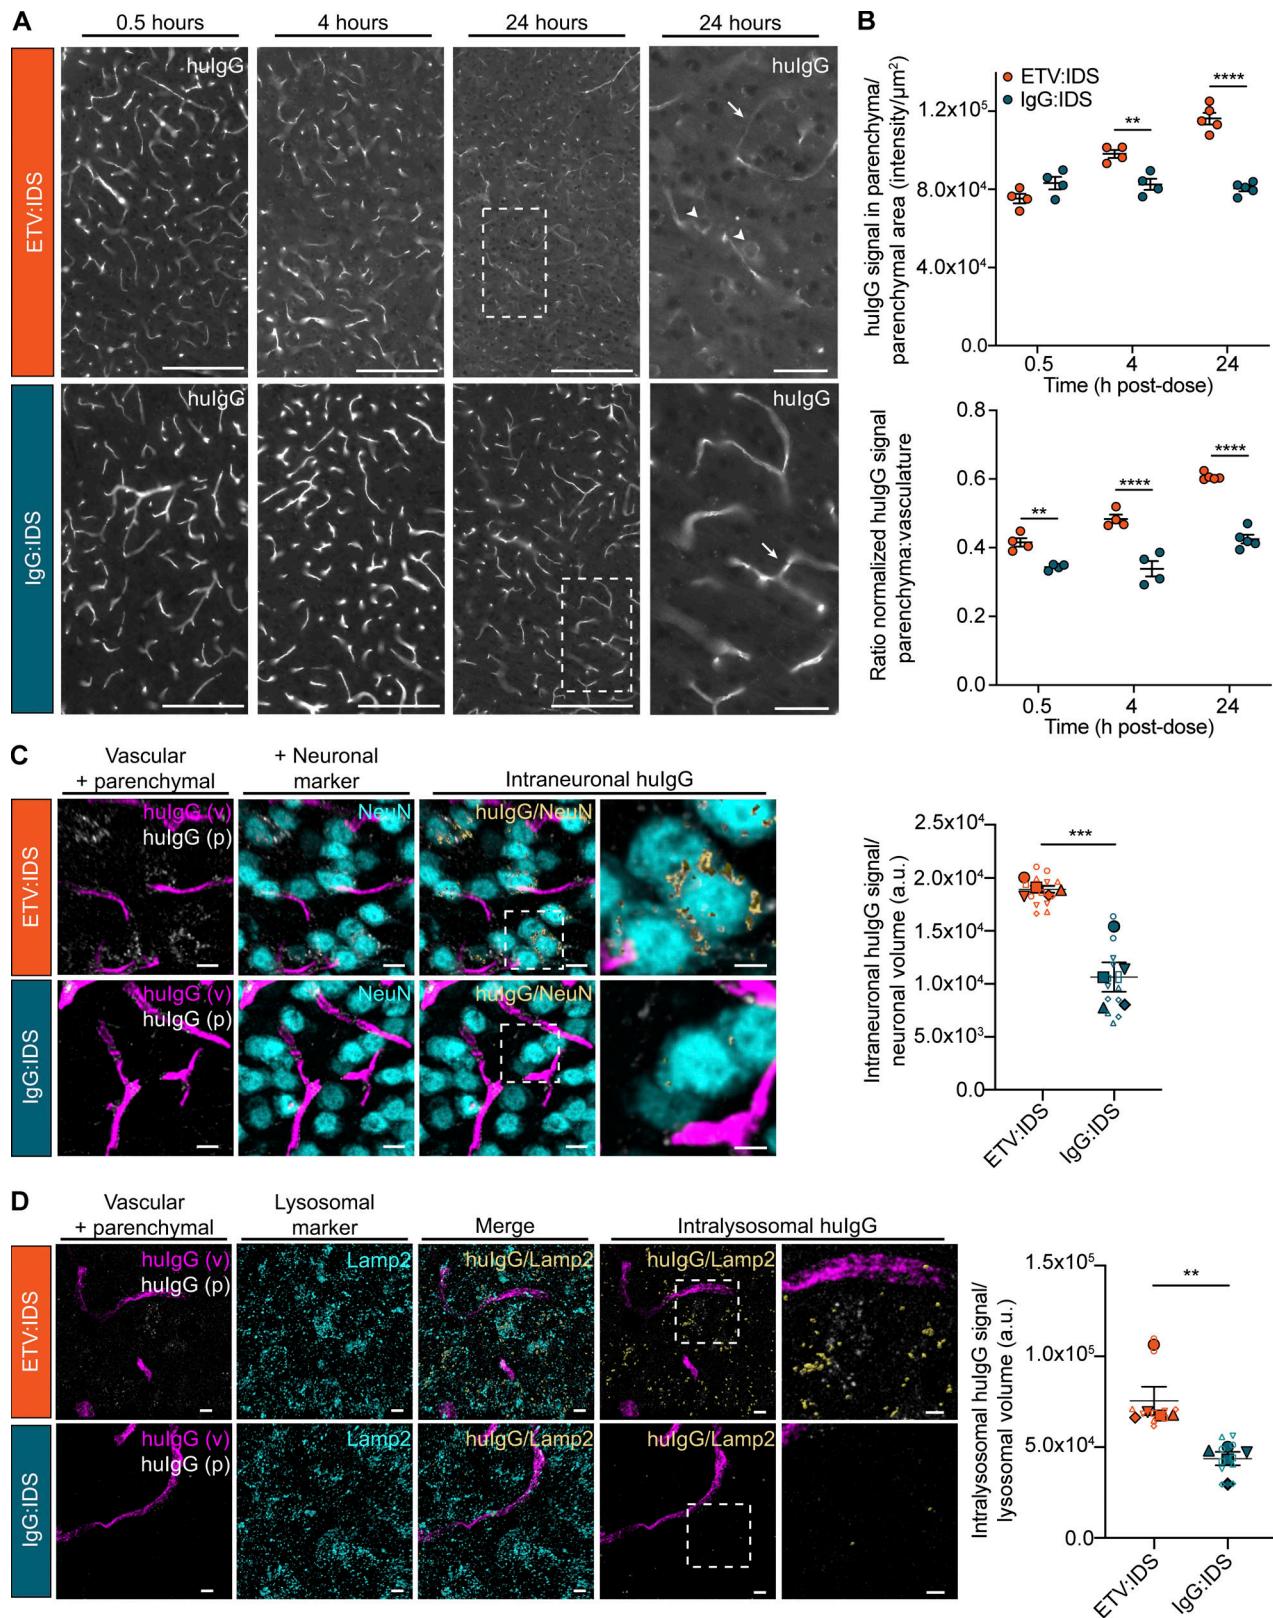 A
0.5 hours
4 hours
24 hours
24 hours
ETV:IDS
huIgG
huIgG
IgG:IDS
huIgG
huIgG
B
huIgG signal in parenchyma/
parenchymal area (intensity/µm²)
ETV:IDS
IgG:IDS
**
****
1.2x10⁵
8.0x10⁴
4.0x10⁴
0.0
0.5
4
24
Time (h post-dose)
Ratio normalized huIgG signal
parenchyma:vasculature
**
****
****
0.8
0.6
0.4
0.2
0.0
0.5
4
24
Time (h post-dose)
C
Vascular
+ parenchymal
+ Neuronal
marker
Intraneuronal huIgG
ETV:IDS
huIgG (v)
huIgG (p)
NeuN
huIgG/NeuN
IgG:IDS
huIgG (v)
huIgG (p)
NeuN
huIgG/NeuN
Intraneuronal huIgG signal/
neuronal volume (a.u.)
***
2.5x10⁴
2.0x10⁴
1.5x10⁴
1.0x10⁴
5.0x10³
0.0
ETV:IDS
IgG:IDS
D
Vascular
+ parenchymal
Lysosomal
marker
Merge
Intralysosomal huIgG
ETV:IDS
huIgG (v)
huIgG (p)
Lamp2
huIgG/Lamp2
huIgG/Lamp2
IgG:IDS
huIgG (v)
huIgG (p)
Lamp2
huIgG/Lamp2
huIgG/Lamp2
Intralysosomal huIgG signal/
lysosomal volume (a.u.)
**
1.5x10⁵
1.0x10⁵
5.0x10⁴
0.0
ETV:IDS
IgG:IDS